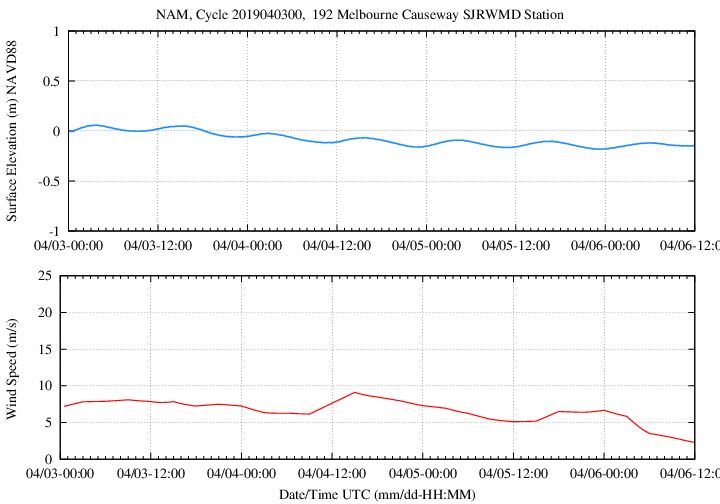 NAM, Cycle 2019040300,  192 Melbourne Causeway SJRWMD Station
Surface Elevation (m) NAVD88
1
0.5
0
-0.5
-1
04/03-00:00 04/03-12:00 04/04-00:00 04/04-12:00 04/05-00:00 04/05-12:00 04/06-00:00 04/06-12:0
Wind Speed (m/s)
25
20
15
10
5
0
04/03-00:00 04/03-12:00 04/04-00:00 04/04-12:00 04/05-00:00 04/05-12:00 04/06-00:00 04/06-12:0
Date/Time UTC (mm/dd-HH:MM)